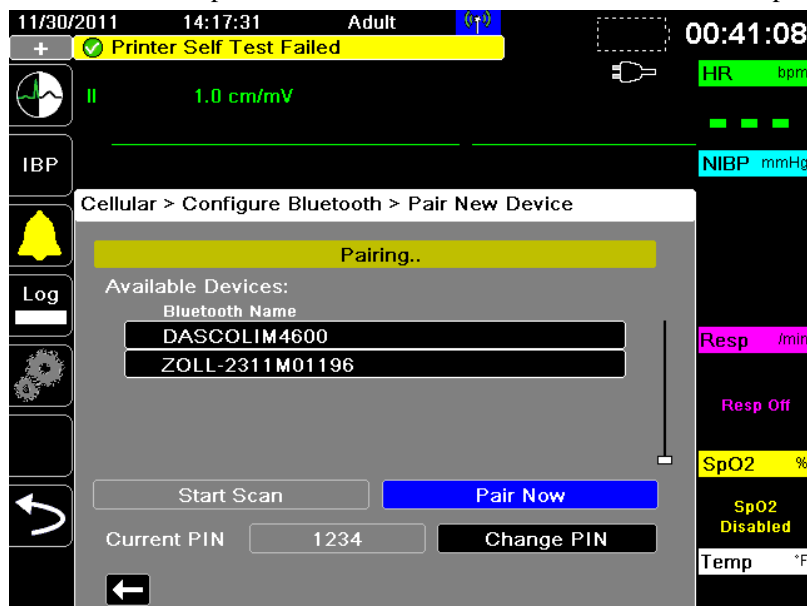 11/30/2011 14:17:31 Adult
00:41:08
Printer Self Test Failed
HR bpm
II 1.0 cm/mV
---
IBP
NIBP mmHg
Cellular > Configure Bluetooth > Pair New Device
Pairing..
Available Devices:
Log
Bluetooth Name
DASCOLIM4600
Resp /min
ZOLL-2311M01196
Resp Off
SpO2 %
Start Scan Pair Now
SpO2
Disabled
Current PIN 1234 Change PIN
Temp °F